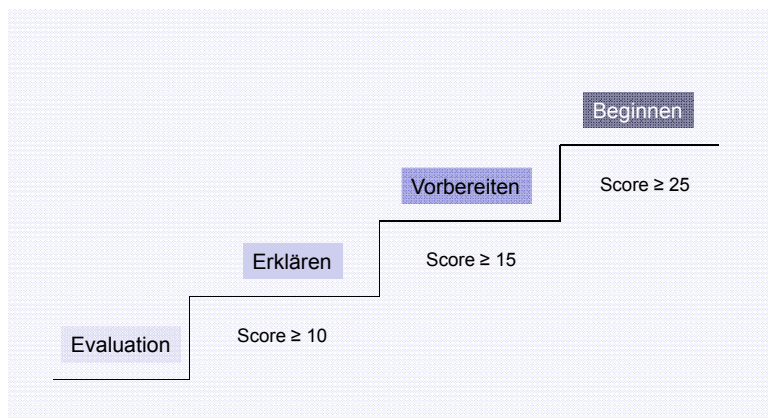 Beginnen
Score ≥ 25
Vorbereiten
Score ≥ 15
Erklären
Score ≥ 10
Evaluation